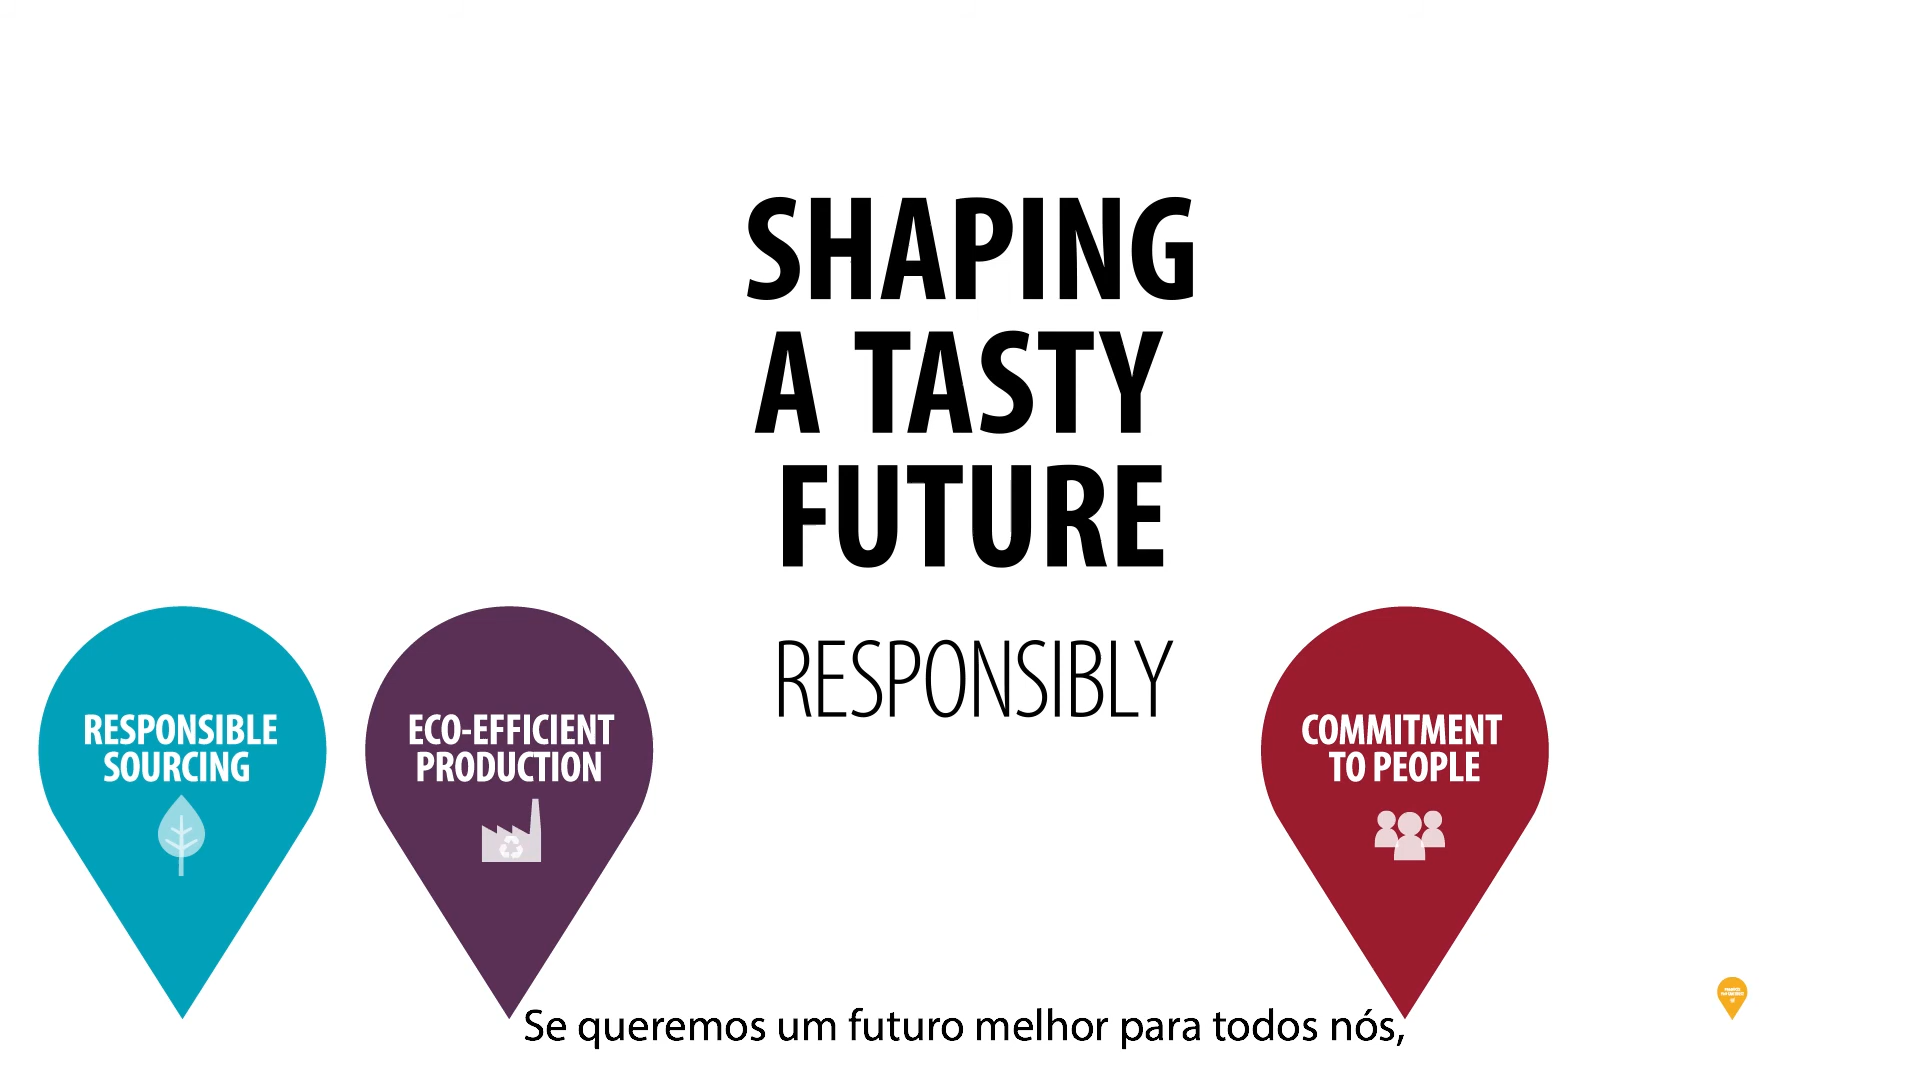 SHAPING
A TASTY
FUTURE
RESPONSIBLY
RESPONSIBLE
SOURCING
ECO-EFFICIENT
PRODUCTION
COMMITMENT
TO PEOPLE
Se queremos um futuro melhor para todos nós,